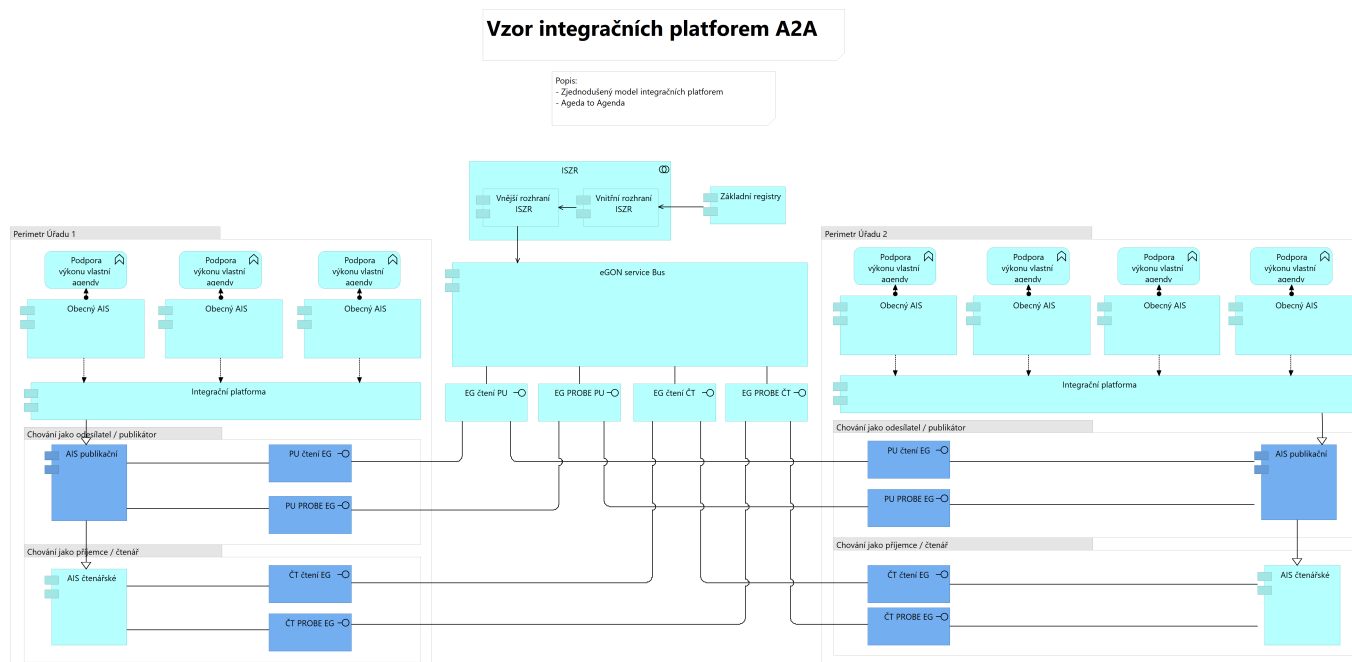 Vzor integračních platforem A2A
Popis:
- Zjednodušený model integračních platforem
- Ageda to Agenda
ISZR
Vnější rozhraní
ISZR
Vnitřní rozhraní
ISZR
Základní registry
Perimetr Úřadu 1
Podpora
výkonu vlastní
agendy
Podpora
výkonu vlastní
agendy
Podpora
výkonu vlastní
agendy
Obecný AIS
Obecný AIS
Obecný AIS
Integrační platforma
eGON service Bus
EG čtení PU
EG PROBE PU
EG čtení ČT
EG PROBE ČT
Chování jako odesílatel / publikátor
AIS publikační
PU čtení EG
PU PROBE EG
Chování jako příjemce / čtenář
AIS čtenářské
ČT čtení EG
ČT PROBE EG
Perimetr Úřadu 2
Podpora
výkonu vlastní
agendy
Podpora
výkonu vlastní
agendy
Podpora
výkonu vlastní
agendy
Podpora
výkonu vlastní
agendy
Obecný AIS
Obecný AIS
Obecný AIS
Obecný AIS
Integrační platforma
Chování jako odesílatel / publikátor
PU čtení EG
PU PROBE EG
AIS publikační
Chování jako příjemce / čtenář
ČT čtení EG
ČT PROBE EG
AIS čtenářské